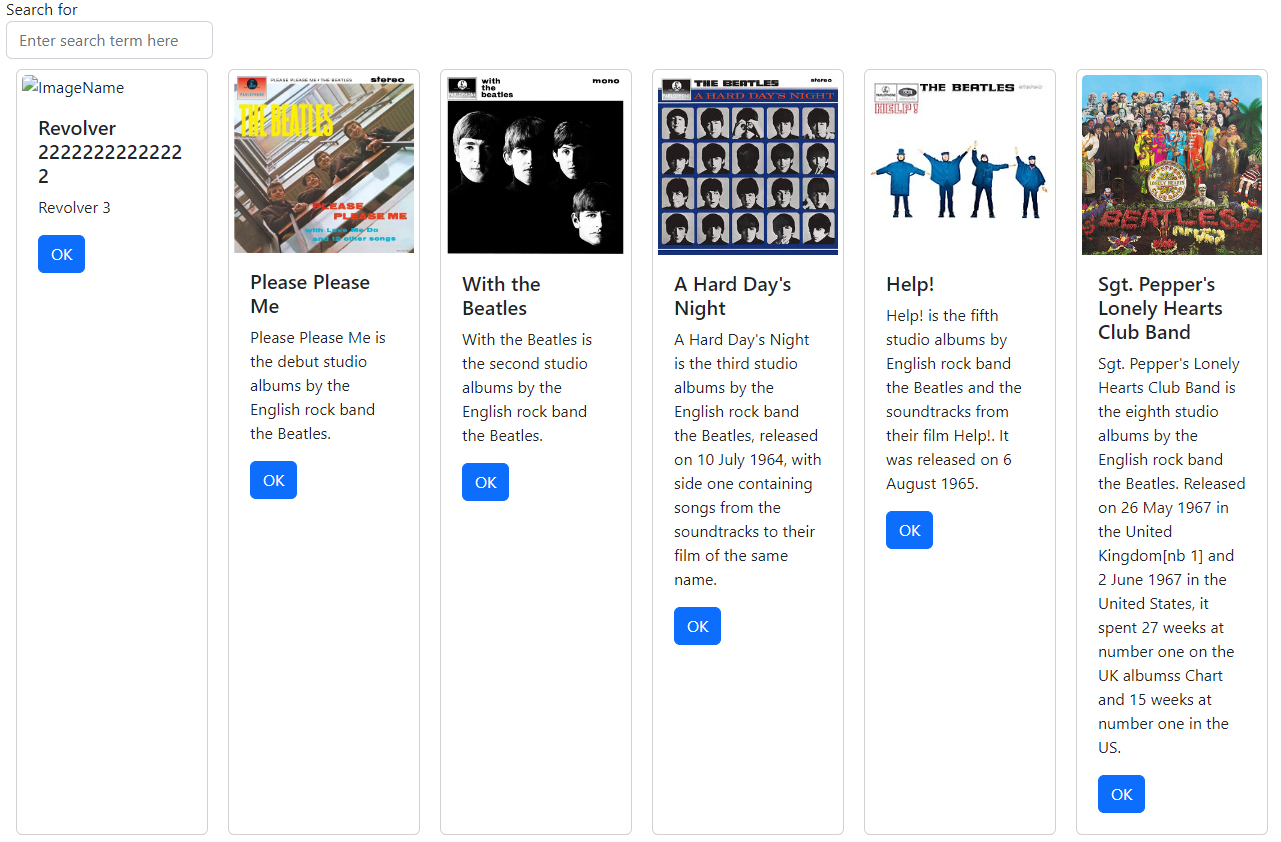 Search for
Enter search term here
ImageName
Revolver
2222222222222
2
Revolver 3
OK
PLEASE PLEASE ME • THE BEATLES
stereo
PARLOPHONE
THE BEATLES
PLEASE
PLEASE ME
with Love Me Do
and 12 other songs
Please Please
Me
Please Please Me is
the debut studio
albums by the
English rock band
the Beatles.
OK
PARLOPHONE
with
the
beatles
mono
With the
Beatles
With the Beatles is
the second studio
albums by the
English rock band
the Beatles.
OK
PARLOPHONE
THE BEATLES
stereo
A HARD DAY'S NIGHT
A Hard Day's
Night
A Hard Day's Night
is the third studio
albums by the
English rock band
the Beatles, released
on 10 July 1964, with
side one containing
songs from the
soundtracks to their
film of the same
name.
OK
PARLOPHONE
THE BEATLES
stereo
HELP!
Help!
Help! is the fifth
studio albums by
English rock band
the Beatles and the
soundtracks from
their film Help!. It
was released on 6
August 1965.
OK
LONELY HEARTS
BEATLES
Sgt. Pepper's
Lonely Hearts
Club Band
Sgt. Pepper's Lonely
Hearts Club Band is
the eighth studio
albums by the
English rock band
the Beatles. Released
on 26 May 1967 in
the United
Kingdom[nb 1] and
2 June 1967 in the
United States, it
spent 27 weeks at
number one on the
UK albumss Chart
and 15 weeks at
number one in the
US.
OK